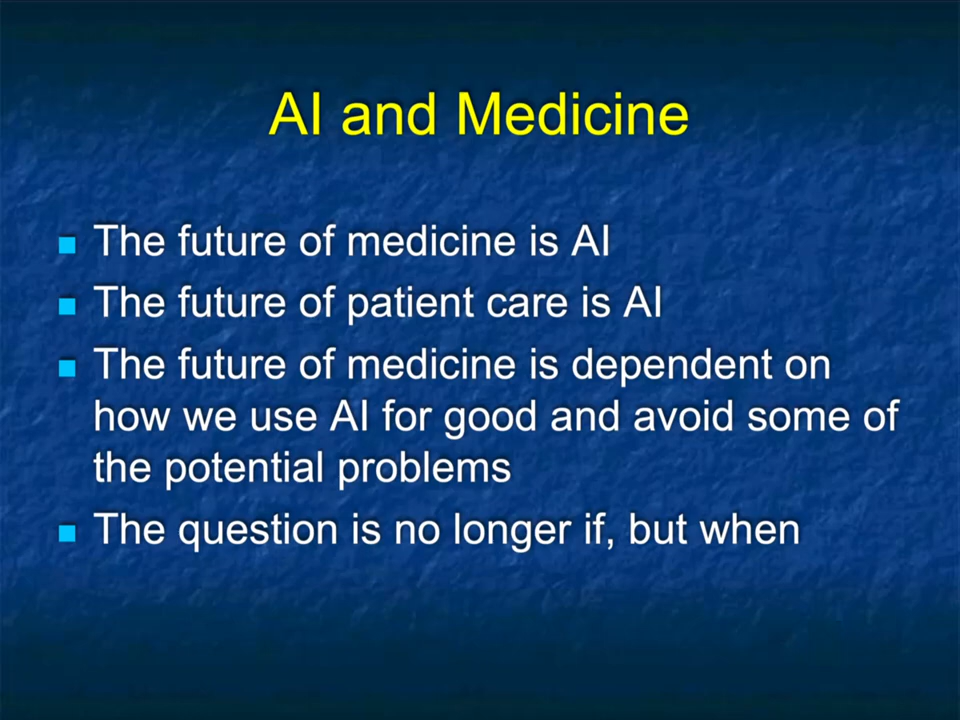 AI and Medicine
The future of medicine is AI
The future of patient care is AI
The future of medicine is dependent on
how we use AI for good and avoid some of
the potential problems
The question is no longer if, but when